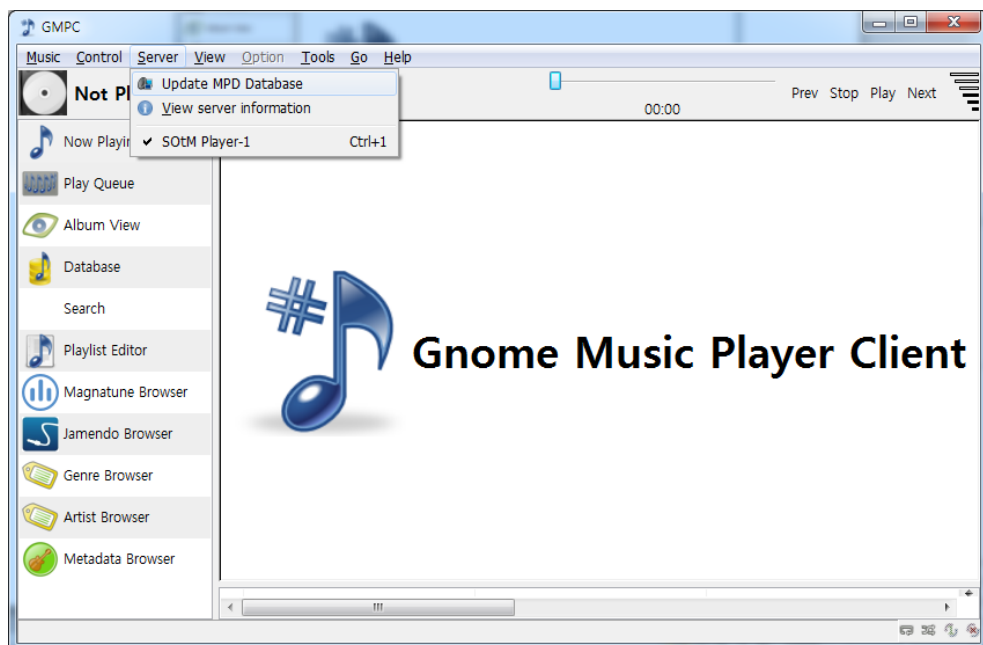 GMPC
Music Control Server View Option Tools Go Help
Update MPD Database
View server information
SOtM Player-1 Ctrl+1
Not Pl
00:00
Prev Stop Play Next
Now Playin
Play Queue
Album View
Database
Search
Playlist Editor
Magnatune Browser
Jamendo Browser
Genre Browser
Artist Browser
Metadata Browser
Gnome Music Player Client